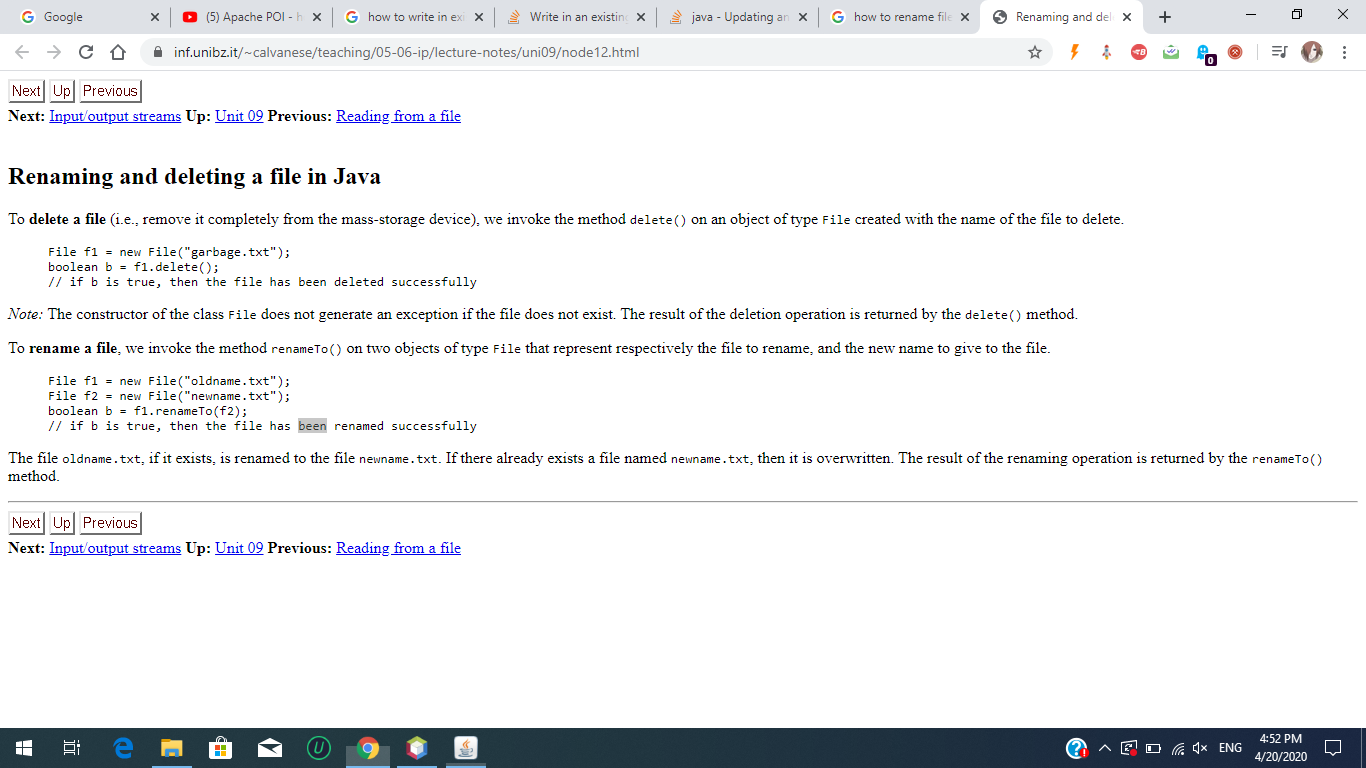 Google
(5) Apache POI - h
how to write in exi
Write in an existing
java - Updating an
how to rename file
Renaming and del
inf.unibz.it/~calvanese/teaching/05-06-ip/lecture-notes/uni09/node12.html
0
Next Up Previous
Next: Input/output streams Up: Unit 09 Previous: Reading from a file
Renaming and deleting a file in Java
To delete a file (i.e., remove it completely from the mass-storage device), we invoke the method delete() on an object of type File created with the name of the file to delete.
File f1 = new File("garbage.txt");
boolean b = f1.delete();
// if b is true, then the file has been deleted successfully
Note: The constructor of the class File does not generate an exception if the file does not exist. The result of the deletion operation is returned by the delete() method.
To rename a file, we invoke the method renameTo() on two objects of type File that represent respectively the file to rename, and the new name to give to the file.
File f1 = new File("oldname.txt");
File f2 = new File("newname.txt");
boolean b = f1.renameTo(f2);
// if b is true, then the file has been renamed successfully
The file oldname.txt, if it exists, is renamed to the file newname.txt. If there already exists a file named newname.txt, then it is overwritten. The result of the renaming operation is returned by the renameTo()
method.
Next Up Previous
Next: Input/output streams Up: Unit 09 Previous: Reading from a file
ENG
4:52 PM
4/20/2020